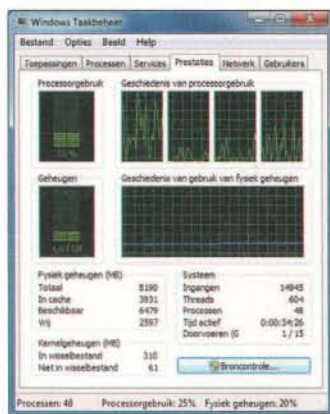 Windows Taakbeheer
Bestand Opties Beeld Help
Toepassingen Processen Services Prestaties Netwerk Gebruikers
Processorgebruik Geschiedenis van processorgebruik
Geheugen Geschiedenis van gebruik van fysiek geheugen
Fysiek geheugen (MB)
Totaal 8190
In cache 3931
Beschikbaar 6479
Vrij 2597
Kernelgeheugen (MB)
In wisselbestand 310
Niet in wisselbestand 61
Systeem
Ingangen 14845
Threads 604
Processen 48
Tijd actief 0:00:34:26
Doorvoeren (G 1 / 15
Broncontrole...
Processen: 48 Processorgebruik: 25% Fysiek geheugen: 20%